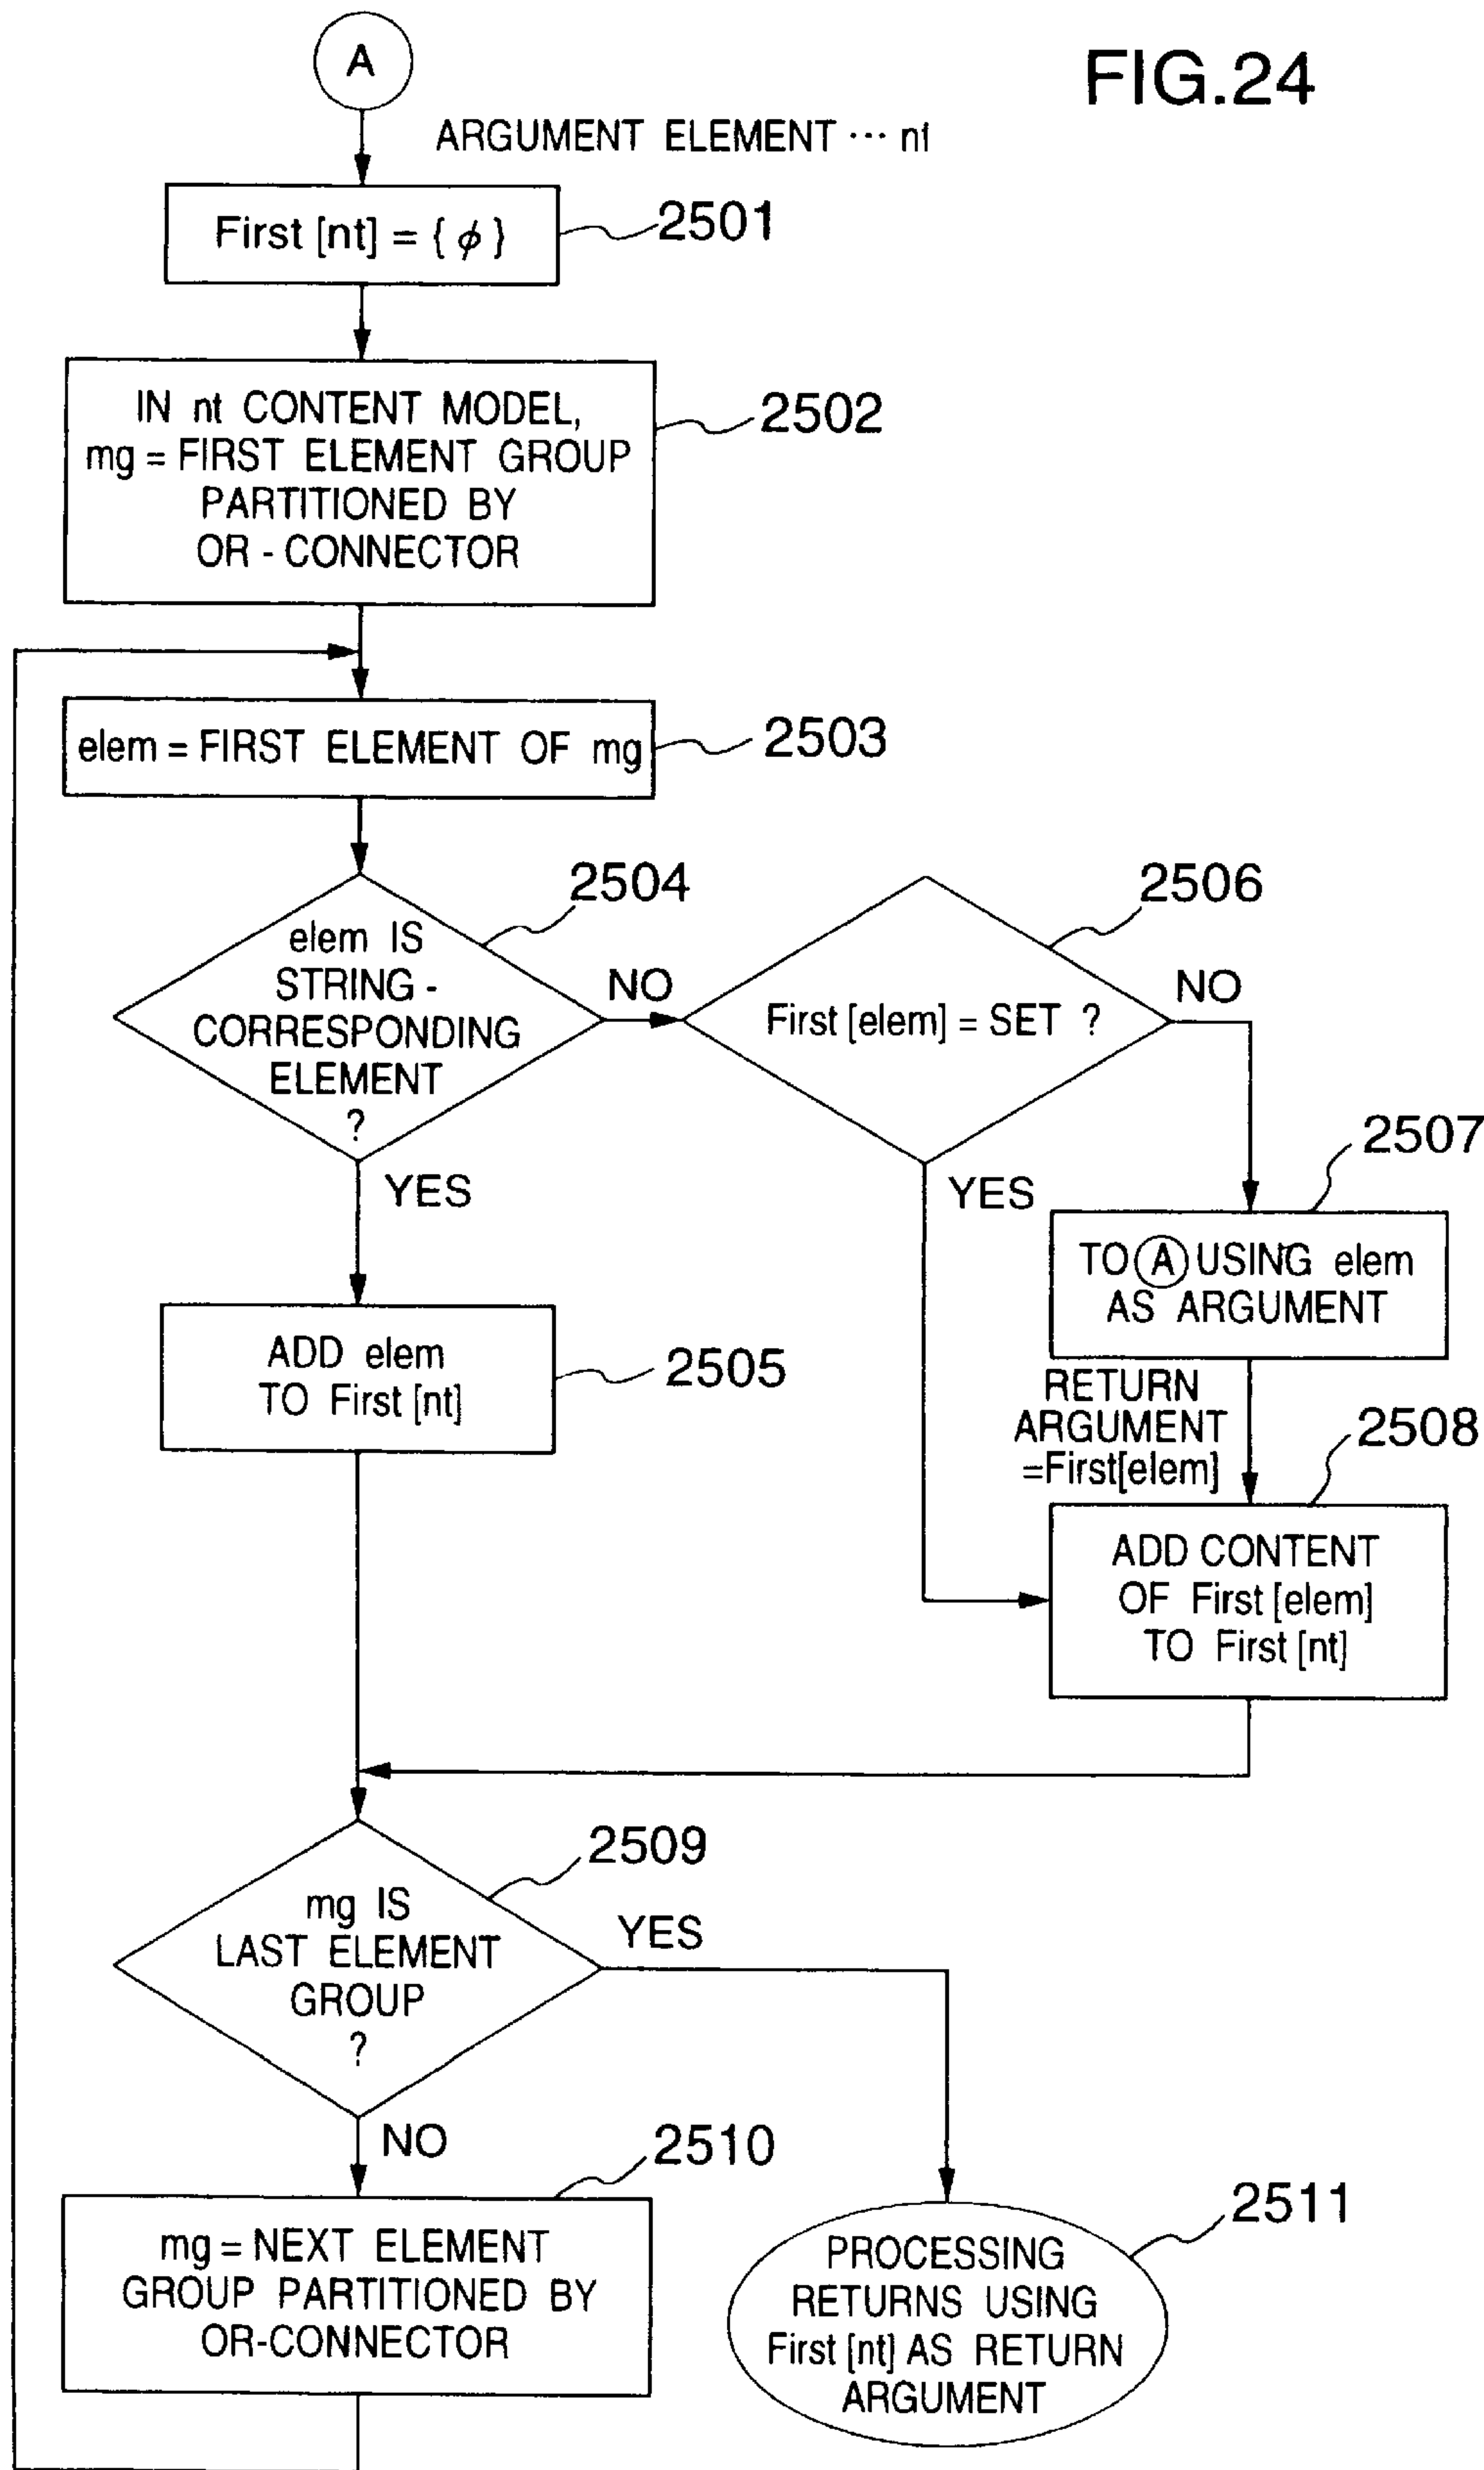 FIG.24
A
ARGUMENT ELEMENT ··· nt
First [nt] = { ϕ }
2501
IN nt CONTENT MODEL,
mg = FIRST ELEMENT GROUP
PARTITIONED BY
OR - CONNECTOR
2502
elem = FIRST ELEMENT OF mg
2503
elem IS
STRING -
CORRESPONDING
ELEMENT
?
2504
NO
YES
First [elem] = SET ?
2506
NO
YES
TO A USING elem
AS ARGUMENT
2507
ADD elem
TO First [nt]
2505
RETURN
ARGUMENT
=First[elem]
ADD CONTENT
OF First [elem]
TO First [nt]
2508
mg IS
LAST ELEMENT
GROUP
?
2509
YES
NO
mg = NEXT ELEMENT
GROUP PARTITIONED BY
OR-CONNECTOR
2510
PROCESSING
RETURNS USING
First [nt] AS RETURN
ARGUMENT
2511